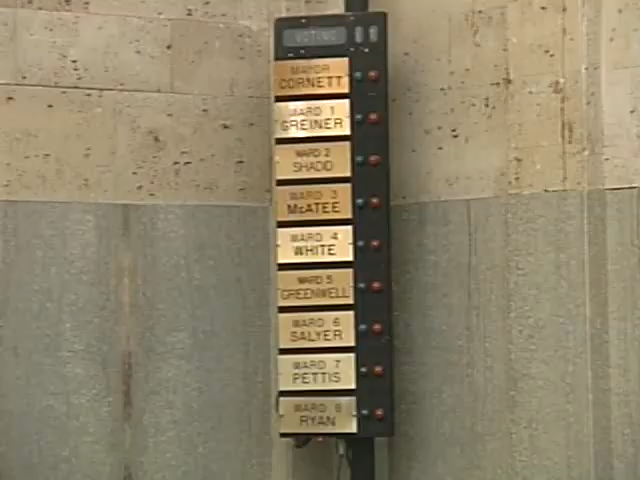 VOTING
MAYOR
CORNETT
WARD 1
GREINER
WARD 2
SHADID
WARD 3
McATEE
WARD 4
WHITE
WARD 5
GREENWELL
WARD 6
SALYER
WARD 7
PETTIS
WARD 8
RYAN